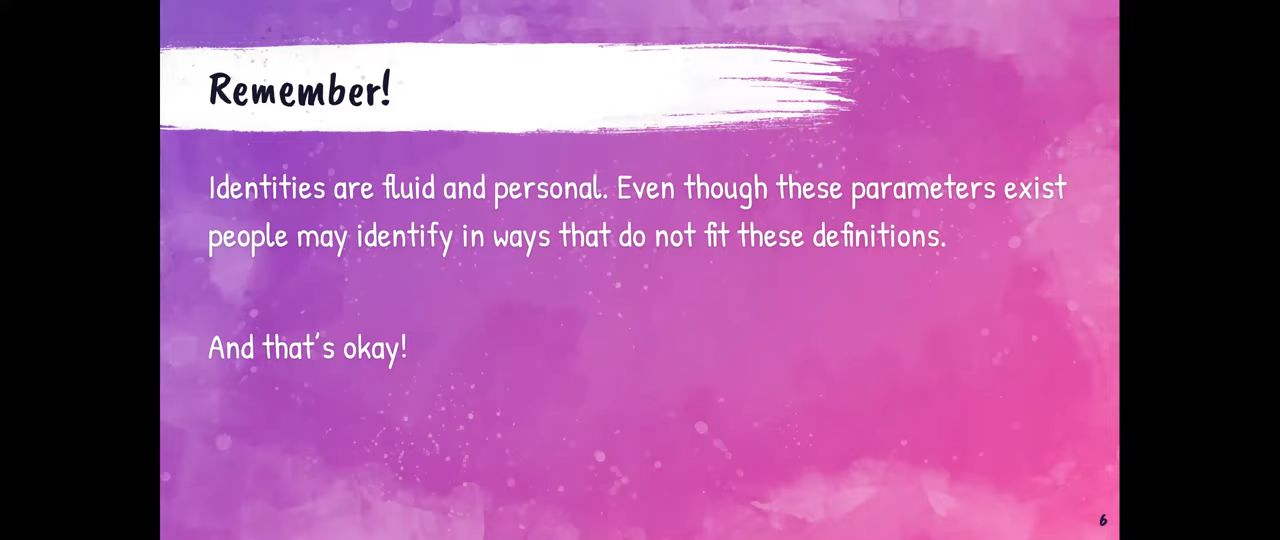 Remember!
Identities are fluid and personal. Even though these parameters exist
people may identify in ways that do not fit these definitions.
And that's okay!
6